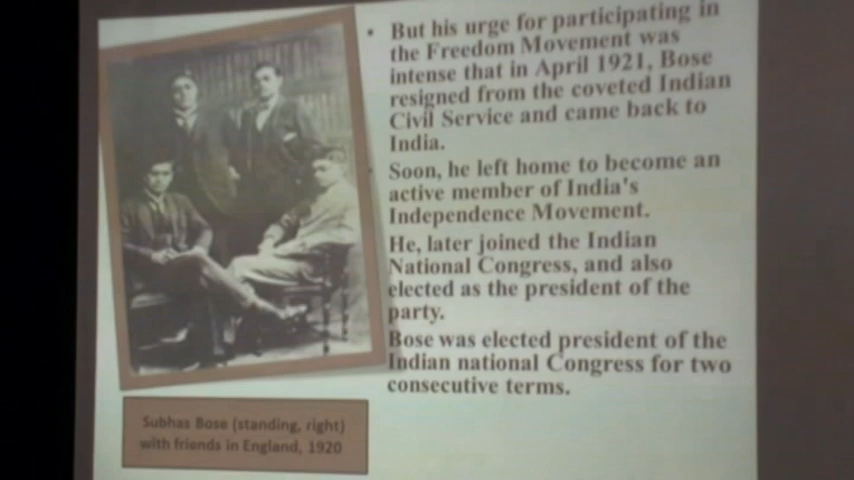 • But his urge for participating in
the Freedom Movement was
intense that in April 1921, Bose
resigned from the coveted Indian
Civil Service and came back to
India.
Soon, he left home to become an
active member of India's
Independence Movement.
He, later joined the Indian
National Congress, and also
elected as the president of the
party.
Bose was elected president of the
Indian national Congress for two
consecutive terms.
Subhas Bose (standing, right)
with friends in England, 1920